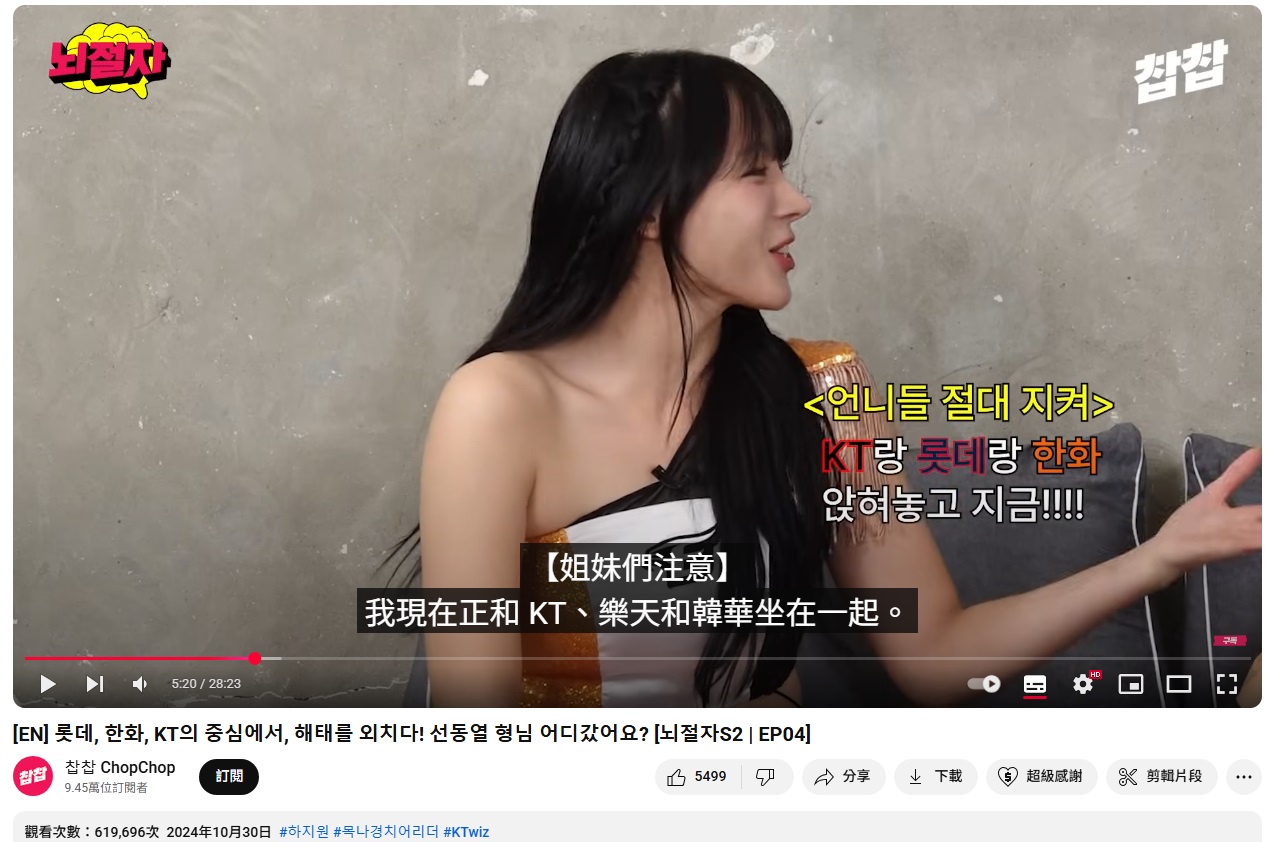 뇌절자
찹찹
<언니들 절대 지켜>
KT랑 롯데랑 한화
앉혀놓고 지금!!!!
【姐妹們注意】
我現在正和 KT、樂天和韓華坐在一起。
구독
5:20 / 28:23
HD
[EN] 롯데, 한화, KT의 중심에서, 해태를 외치다! 선동열 형님 어디갔어요? [뇌절자S2 | EP04]
찹찹
찹찹 ChopChop
9.45萬位訂閱者
訂閱
5499
分享
下載
超級感謝
剪輯片段
觀看次數：619,696次 2024年10月30日 #하지원 #목나경치어리더 #KTwiz